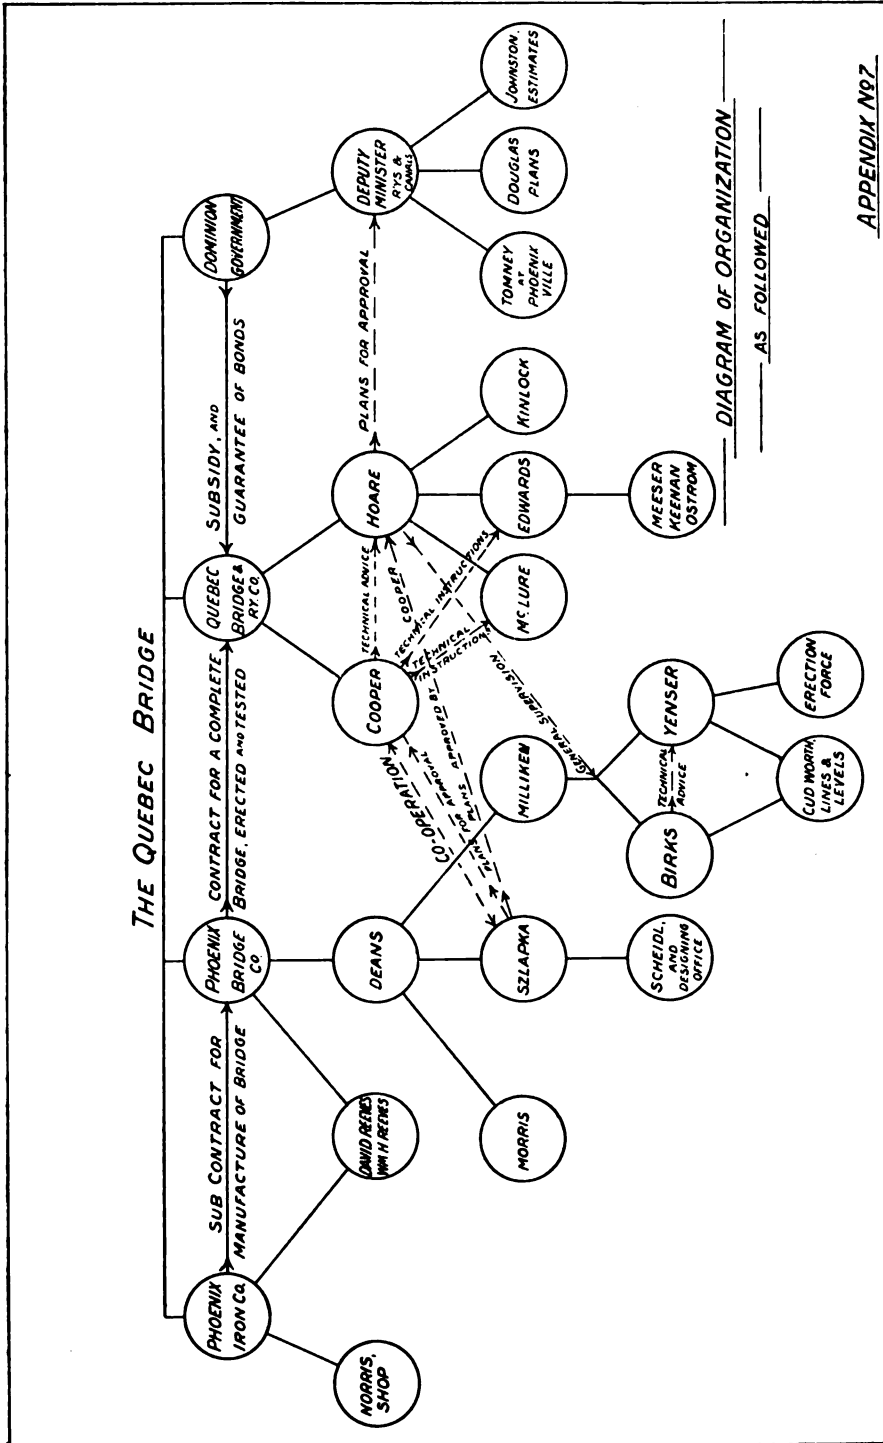 THE QUEBEC BRIDGE
PHOENIX
IRON CO.
SUB CONTRACT FOR
MANUFACTURE OF BRIDGE
PHOENIX
BRIDGE
CO.
CONTRACT FOR A COMPLETE
BRIDGE, ERECTED AND TESTED
QUEBEC
BRIDGE &
RY. CO.
SUBSIDY, AND
GUARANTEE OF BONDS
DOMINION
GOVERNMENT
NORRIS,
SHOP
DAVID REEVES
WM H REEVES
DEANS
COOPER
TECHNICAL ADVICE
HOARE
PLANS FOR APPROVAL
DEPUTY
MINISTER
RYS &
CANALS
CO-OPERATION
PLANS FOR APPROVAL
PLANS APPROVED BY COOPER
TECHNICAL INSTRUCTIONS
TECHNICAL
INSTRUCTIONS
GENERAL SUPERVISION
MORRIS
SZLAPKA
MILLIKEN
MC LURE
EDWARDS
KINLOCK
TOMNEY
AT
PHOENIX
VILLE
DOUGLAS
PLANS
JOHNSTON,
ESTIMATES
SCHEIDL,
AND
DESIGNING
OFFICE
BIRKS
TECHNICAL
ADVICE
YENSER
MEESER
KEENAN
OSTROM
CUDWORTH,
LINES &
LEVELS
ERECTION
FORCE
DIAGRAM OF ORGANIZATION
AS FOLLOWED
APPENDIX NO 7